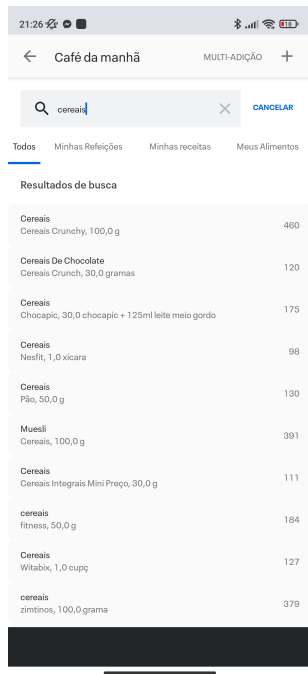 21:26
18
Café da manhã
MULTI-ADIÇÃO
cereais
CANCELAR
Todos Minhas Refeições Minhas receitas Meus Alimentos
Resultados de busca
Cereais
Cereais Crunchy, 100,0 g
460
Cereais De Chocolate
Cereais Crunch, 30,0 gramas
120
Cereais
Chocapic, 30,0 chocapic + 125ml leite meio gordo
175
Cereais
Nesfit, 1,0 xícara
98
Cereais
Pão, 50,0 g
130
Muesli
Cereais, 100,0 g
391
Cereais
Cereais Integrais Mini Preço, 30,0 g
111
cereais
fitness, 50,0 g
184
Cereais
Witabix, 1,0 cupç
127
cereais
zimtinos, 100,0 grama
379